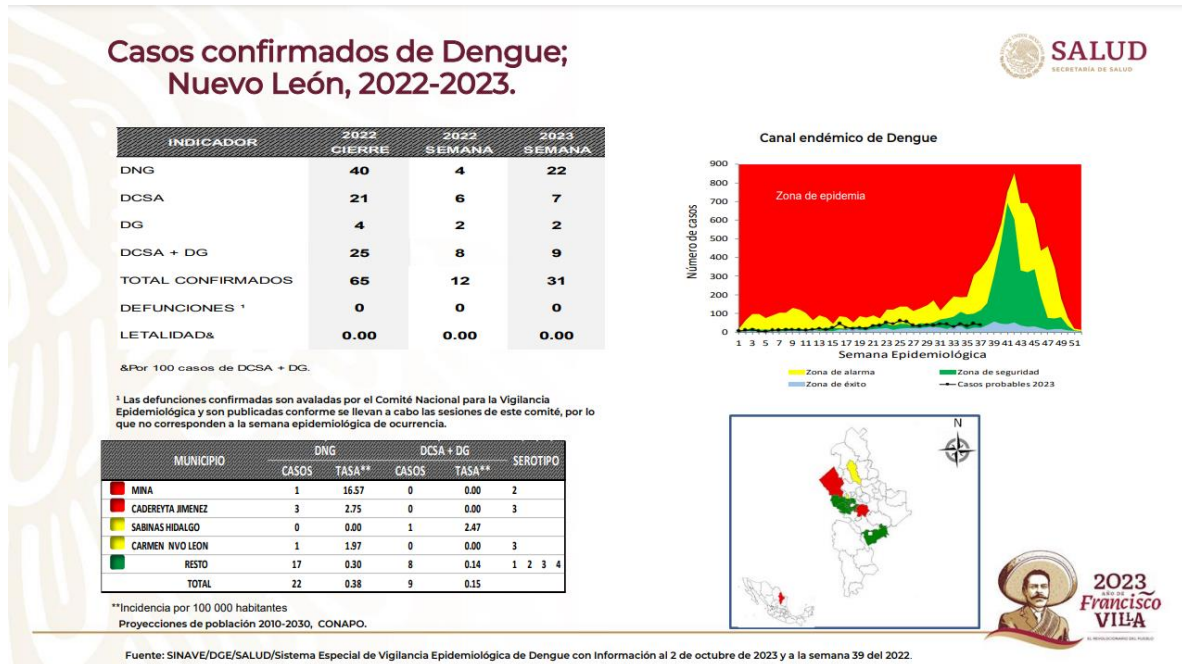 Casos confirmados de Dengue;
Nuevo León, 2022-2023.
SALUD
SECRETARÍA DE SALUD
INDICADOR 2022 CIERRE 2022 SEMANA 2023 SEMANA
DNG 40 4 22
DCSA 21 6 7
DG 4 2 2
DCSA + DG 25 8 9
TOTAL CONFIRMADOS 65 12 31
DEFUNCIONES ¹ 0 0 0
LETALIDAD& 0.00 0.00 0.00
&Por 100 casos de DCSA + DG.
¹ Las defunciones confirmadas son avaladas por el Comité Nacional para la Vigilancia
Epidemiológica y son publicadas conforme se llevan a cabo las sesiones de este comité, por lo
que no corresponden a la semana epidemiológica de ocurrencia.
MUNICIPIO DNG DCSA + DG SEROTIPO
CASOS TASA** CASOS TASA**
MINA 1 16.57 0 0.00 2
CADEREYTA JIMENEZ 3 2.75 0 0.00 3
SABINAS HIDALGO 0 0.00 1 2.47
CARMEN NVO LEON 1 1.97 0 0.00 3
RESTO 17 0.30 8 0.14 1 2 3 4
TOTAL 22 0.38 9 0.15
**Incidencia por 100 000 habitantes
Proyecciones de población 2010-2030, CONAPO.
Canal endémico de Dengue
Número de casos
900
800
700
600
500
400
300
200
100
0
Zona de epidemia
1 3 5 7 9 11 13 15 17 19 21 23 25 27 29 31 33 35 37 39 41 43 45 47 49 51
Semana Epidemiológica
Zona de alarma Zona de seguridad
Zona de éxito Casos probables 2023
N
2023
AÑO DE
Francisco
VILLA
EL REVOLUCIONARIO DEL PUEBLO
Fuente: SINAVE/DGE/SALUD/Sistema Especial de Vigilancia Epidemiológica de Dengue con Información al 2 de octubre de 2023 y a la semana 39 del 2022.